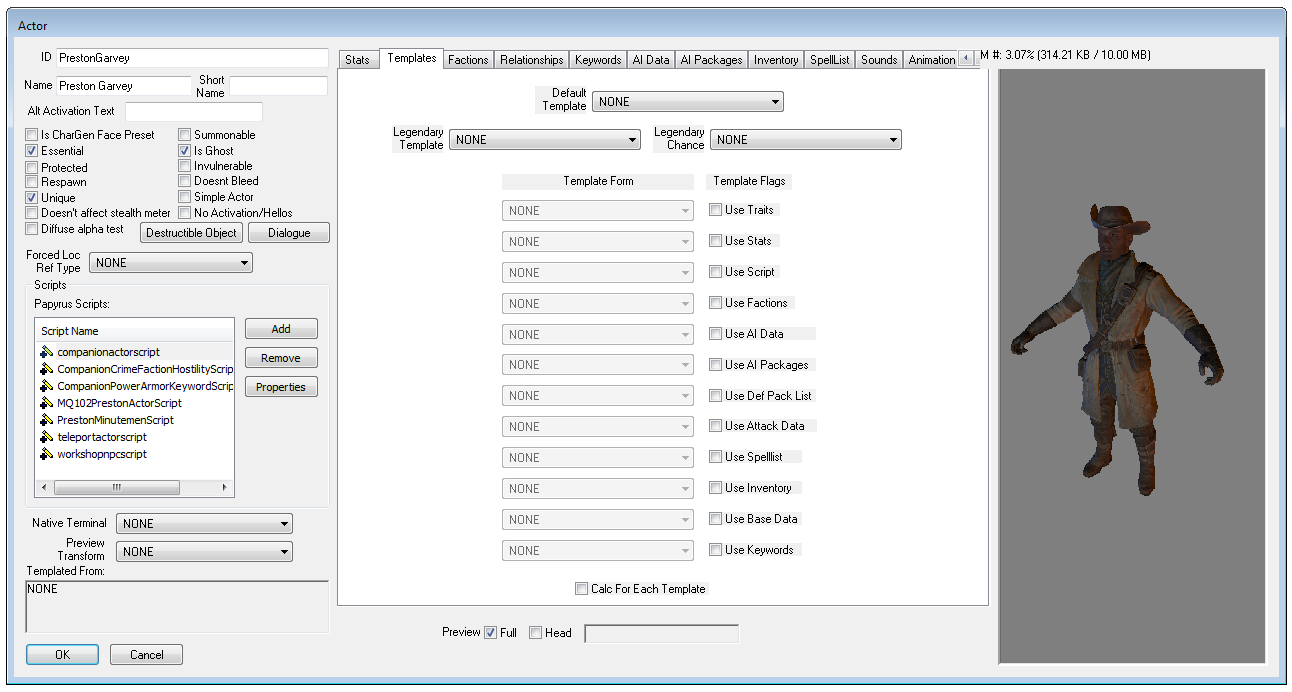 Actor
ID PrestonGarvey
Name Preston Garvey Short Name
Alt Activation Text
Is CharGen Face Preset Summonable
Essential Is Ghost
Protected Invulnerable
Respawn Doesnt Bleed
Unique Simple Actor
Doesn't affect stealth meter No Activation/Hellos
Diffuse alpha test Destructible Object Dialogue
Forced Loc Ref Type NONE
Scripts
Papyrus Scripts:
Script Name
companionactorscript
CompanionCrimeFactionHostilityScrip
CompanionPowerArmorKeywordScrip
MQ102PrestonActorScript
PrestonMinutemenScript
teleportactorscript
workshopnpcscript
Add
Remove
Properties
Native Terminal NONE
Preview Transform NONE
Templated From:
NONE
OK Cancel
Stats Templates Factions Relationships Keywords AI Data AI Packages Inventory SpellList Sounds Animation
M #: 3.07% (314.21 KB / 10.00 MB)
Default Template NONE
Legendary Template NONE Legendary Chance NONE
Template Form Template Flags
NONE Use Traits
NONE Use Stats
NONE Use Script
NONE Use Factions
NONE Use AI Data
NONE Use AI Packages
NONE Use Def Pack List
NONE Use Attack Data
NONE Use Spelllist
NONE Use Inventory
NONE Use Base Data
NONE Use Keywords
Calc For Each Template
Preview Full Head